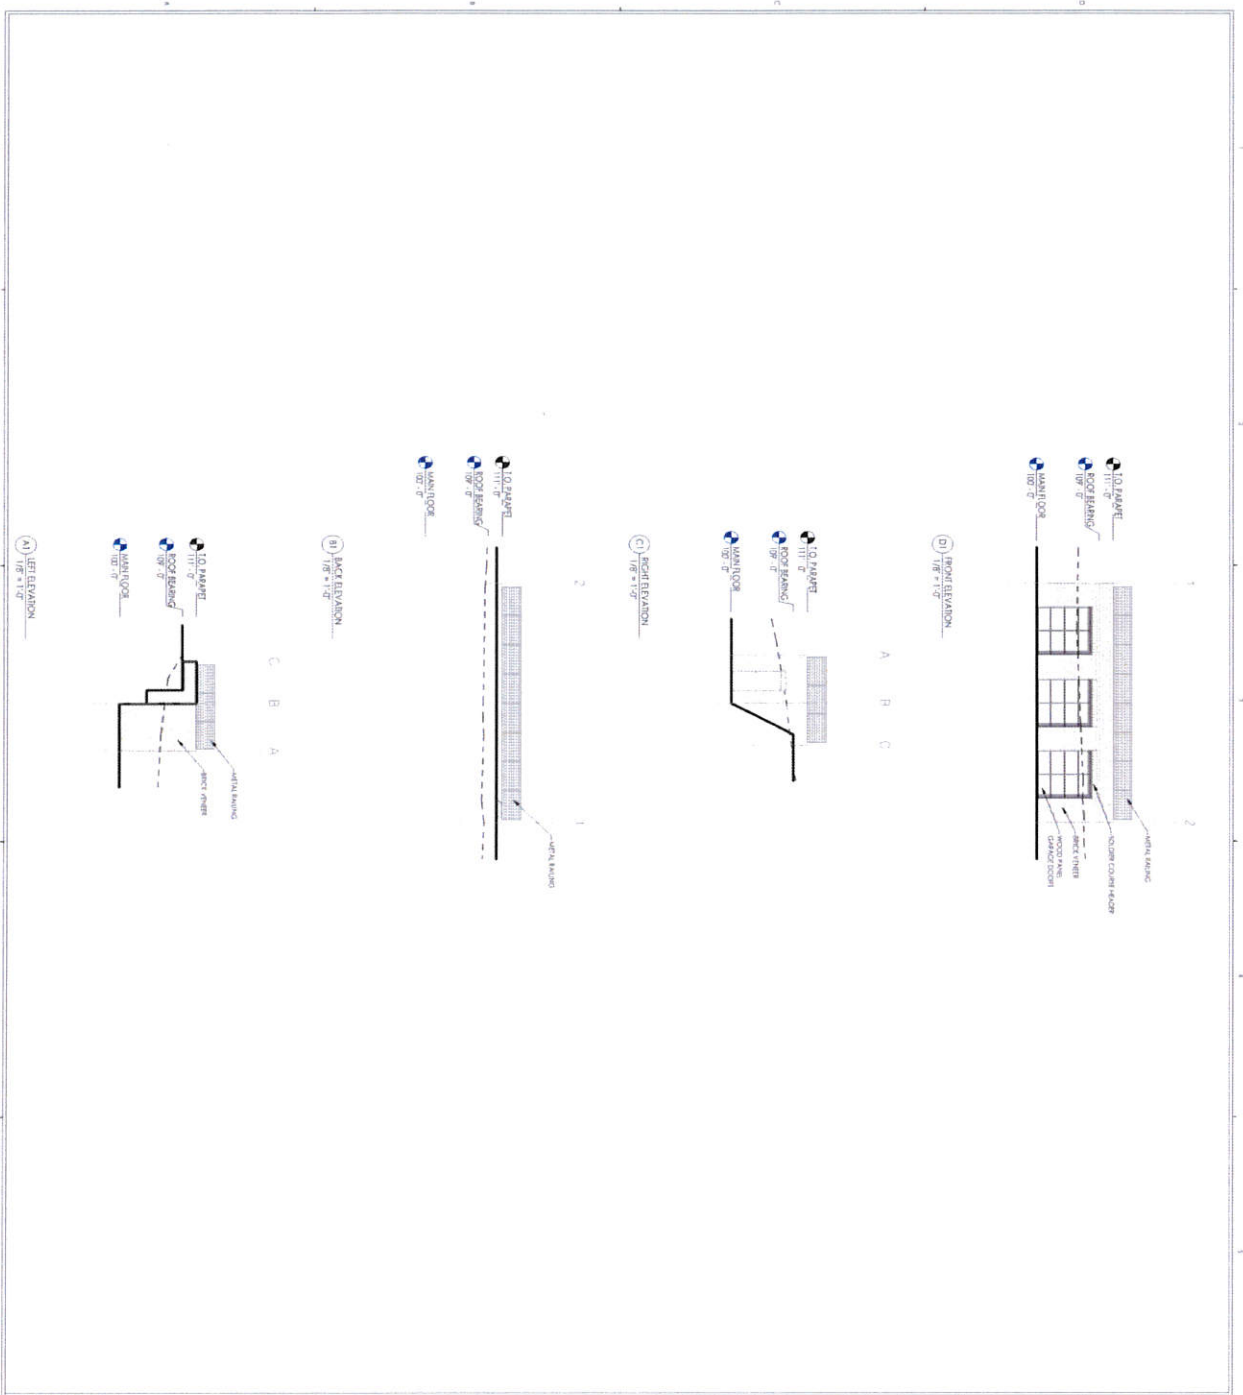 D
1
2
T.O. PARAPET
111' - 0"
ROOF BEARING
109' - 0"
MAIN FLOOR
100' - 0"
METAL RAILING
SOLDIER COURSE HEADER
BRICK VENEER
WOOD PANEL
GARAGE DOORS
D1
FRONT ELEVATION
1/8" = 1'-0"
C
A
B
C
T.O. PARAPET
111' - 0"
ROOF BEARING
109' - 0"
MAIN FLOOR
100' - 0"
C1
RIGHT ELEVATION
1/8" = 1'-0"
B
2
1
T.O. PARAPET
111' - 0"
ROOF BEARING
109' - 0"
MAIN FLOOR
100' - 0"
METAL RAILING
B1
BACK ELEVATION
1/8" = 1'-0"
A
C
B
A
T.O. PARAPET
111' - 0"
ROOF BEARING
109' - 0"
MAIN FLOOR
100' - 0"
METAL RAILING
BRICK VENEER
A1
LEFT ELEVATION
1/8" = 1'-0"